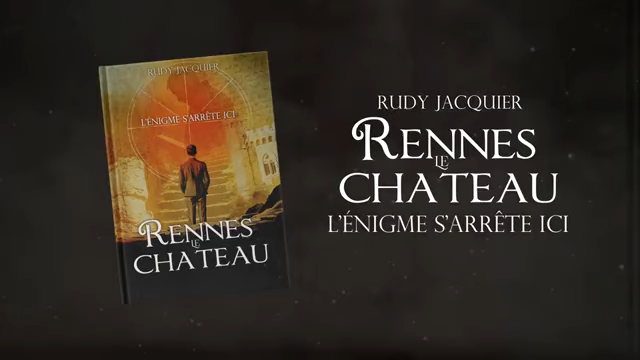 RUDY JACQUIER
L'ÉNIGME S'ARRÊTE ICI
RENNES
LE
CHATEAU
RUDY JACQUIER
RENNES
LE
CHATEAU
L'ÉNIGME S'ARRÊTE ICI